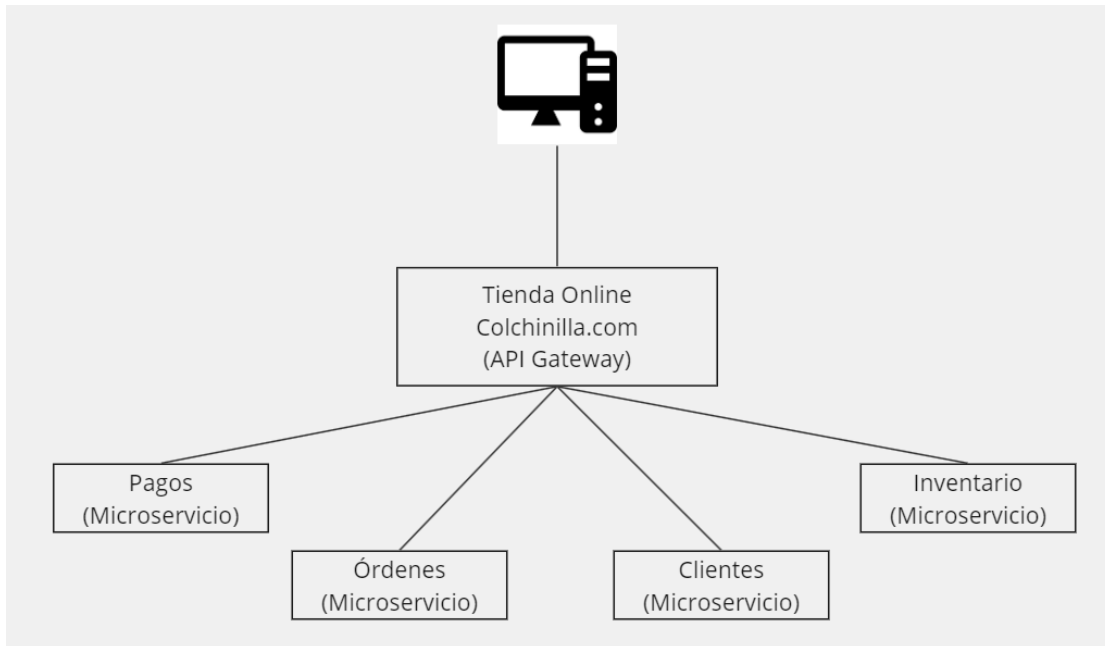 Tienda Online
Colchinilla.com
(API Gateway)
Pagos
(Microservicio)
Inventario
(Microservicio)
Órdenes
(Microservicio)
Clientes
(Microservicio)